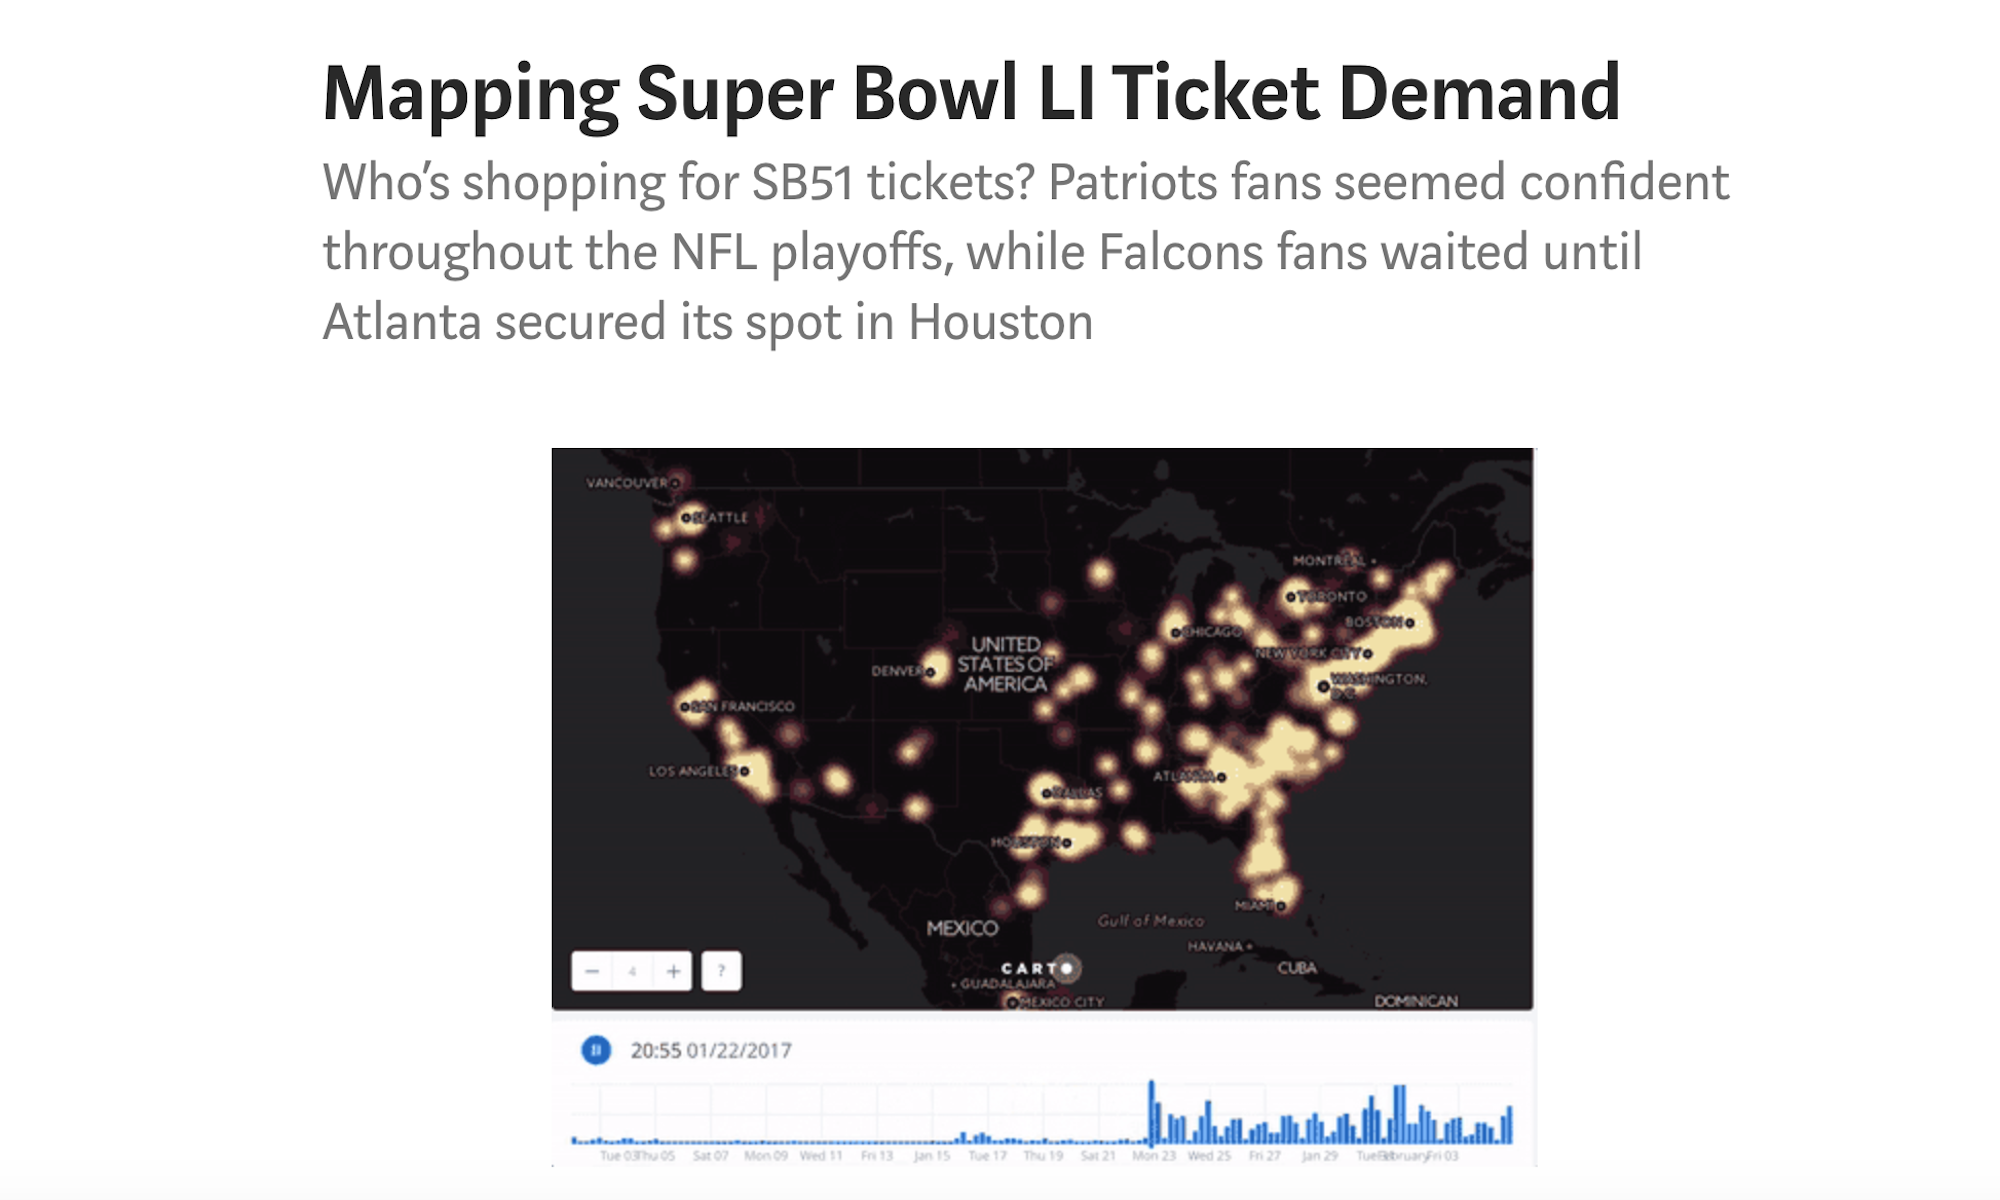 Mapping Super Bowl LI Ticket Demand
Who’s shopping for SB51 tickets? Patriots fans seemed confident
throughout the NFL playoffs, while Falcons fans waited until
Atlanta secured its spot in Houston
VANCOUVER
SEATTLE
MONTREAL
TORONTO
BOSTON
CHICAGO
NEW YORK CITY
UNITED
STATES OF
AMERICA
DENVER
WASHINGTON,
D.C.
SAN FRANCISCO
LOS ANGELES
ATLANTA
DALLAS
HOUSTON
MIAMI
Gulf of Mexico
MEXICO
HAVANA
CUBA
− 4 + ?
CARTO
GUADALAJARA
MEXICO CITY
DOMINICAN
20:55 01/22/2017
Tue 03 Thu 05 Sat 07 Mon 09 Wed 11 Fri 13 Jan 15 Tue 17 Thu 19 Sat 21 Mon 23 Wed 25 Fri 27 Jan 29 Tue February Fri 03